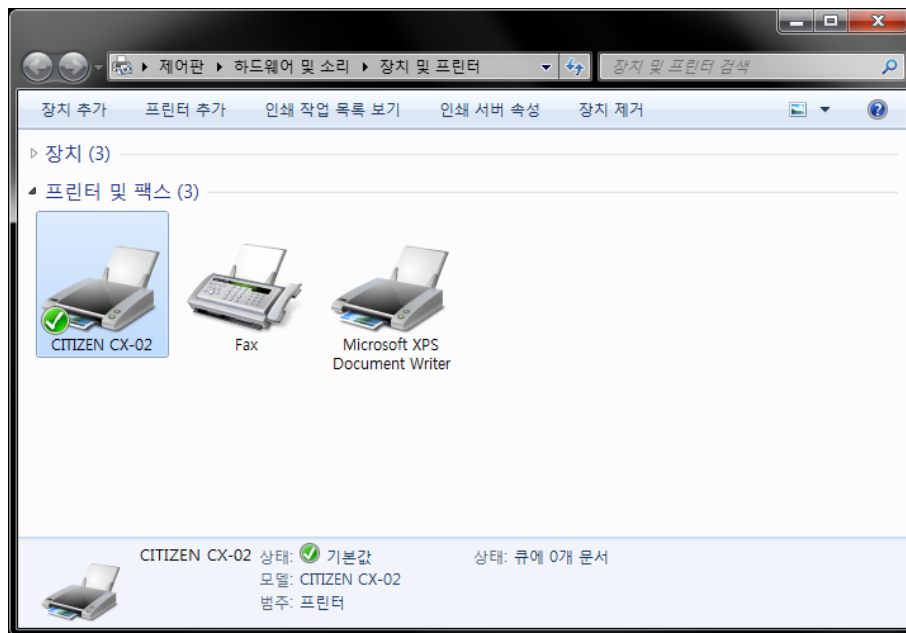 제어판 ▸ 하드웨어 및 소리 ▸ 장치 및 프린터
장치 및 프린터 검색
장치 추가 프린터 추가 인쇄 작업 목록 보기 인쇄 서버 속성 장치 제거
장치 (3)
프린터 및 팩스 (3)
CITIZEN CX-02
Fax
Microsoft XPS
Document Writer
CITIZEN CX-02 상태: 기본값 상태: 큐에 0개 문서
모델: CITIZEN CX-02
범주: 프린터